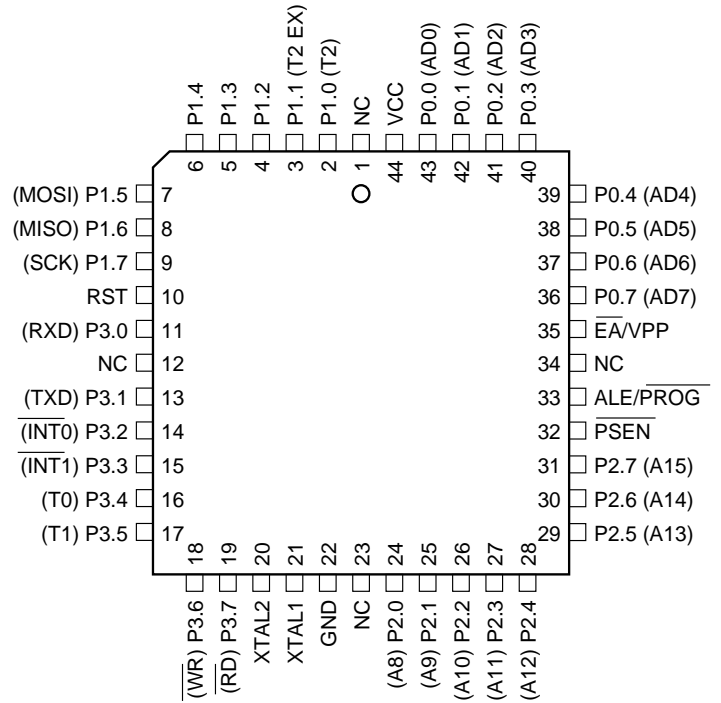 P1.4
P1.3
P1.2
P1.1 (T2 EX)
P1.0 (T2)
NC
VCC
P0.0 (AD0)
P0.1 (AD1)
P0.2 (AD2)
P0.3 (AD3)
6
5
4
3
2
1
44
43
42
41
40
(MOSI) P1.5 7
(MISO) P1.6 8
(SCK) P1.7 9
RST 10
(RXD) P3.0 11
NC 12
(TXD) P3.1 13
(INT0) P3.2 14
(INT1) P3.3 15
(T0) P3.4 16
(T1) P3.5 17
39 P0.4 (AD4)
38 P0.5 (AD5)
37 P0.6 (AD6)
36 P0.7 (AD7)
35 EA/VPP
34 NC
33 ALE/PROG
32 PSEN
31 P2.7 (A15)
30 P2.6 (A14)
29 P2.5 (A13)
18
19
20
21
22
23
24
25
26
27
28
(WR) P3.6
(RD) P3.7
XTAL2
XTAL1
GND
NC
(A8) P2.0
(A9) P2.1
(A10) P2.2
(A11) P2.3
(A12) P2.4